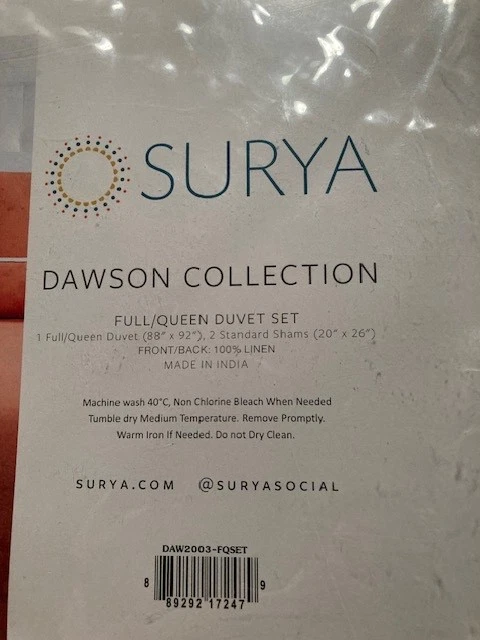 SURYA
DAWSON COLLECTION
FULL/QUEEN DUVET SET
1 Full/Queen Duvet (88" x 92"), 2 Standard Shams (20" x 26")
FRONT/BACK: 100% LINEN
MADE IN INDIA
Machine wash 40°C, Non Chlorine Bleach When Needed
Tumble dry Medium Temperature. Remove Promptly.
Warm Iron If Needed. Do not Dry Clean.
SURYA.COM @SURYASOCIAL
DAW2003-FQSET
8 89292 17247 9